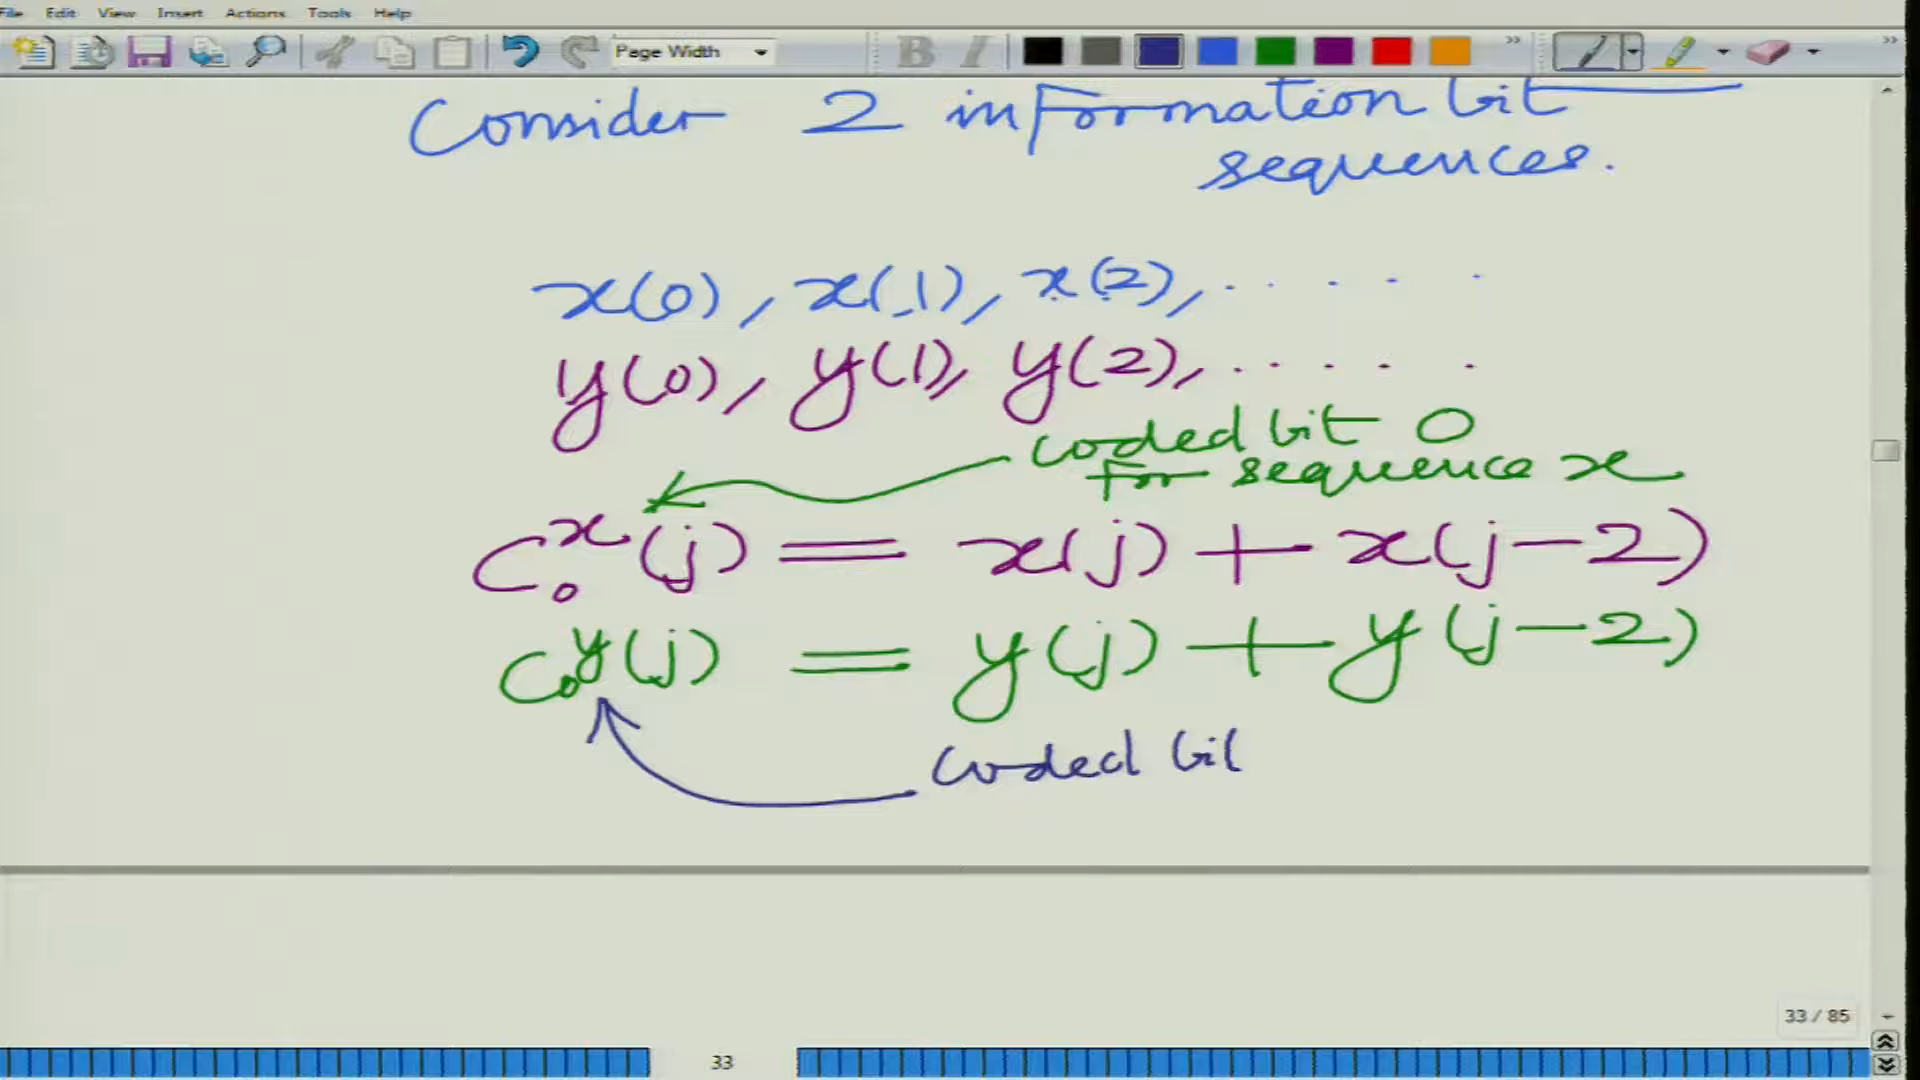 File Edit View Insert Actions Tools Help
Page Width B I
Consider 2 information bit
sequences.
x(0), x(1), x(2), . . . . .
y(0), y(1), y(2), . . . . .
coded bit 0
for sequence x
C₀ˣ(j) = x(j) + x(j-2)
C₀ʸ(j) = y(j) + y(j-2)
coded bit
33 / 85
33